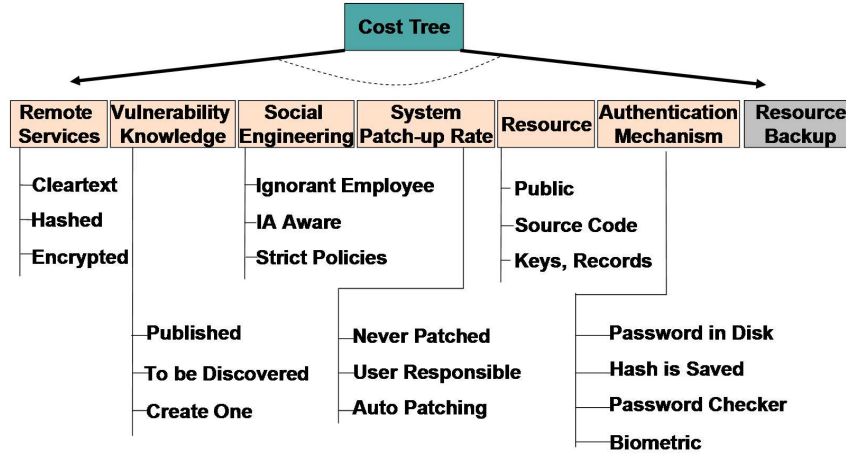 Cost Tree
Remote
Services
Vulnerability
Knowledge
Social
Engineering
System
Patch-up Rate
Resource
Authentication
Mechanism
Resource
Backup
Cleartext
Hashed
Encrypted
Published
To be Discovered
Create One
Ignorant Employee
IA Aware
Strict Policies
Never Patched
User Responsible
Auto Patching
Public
Source Code
Keys, Records
Password in Disk
Hash is Saved
Password Checker
Biometric